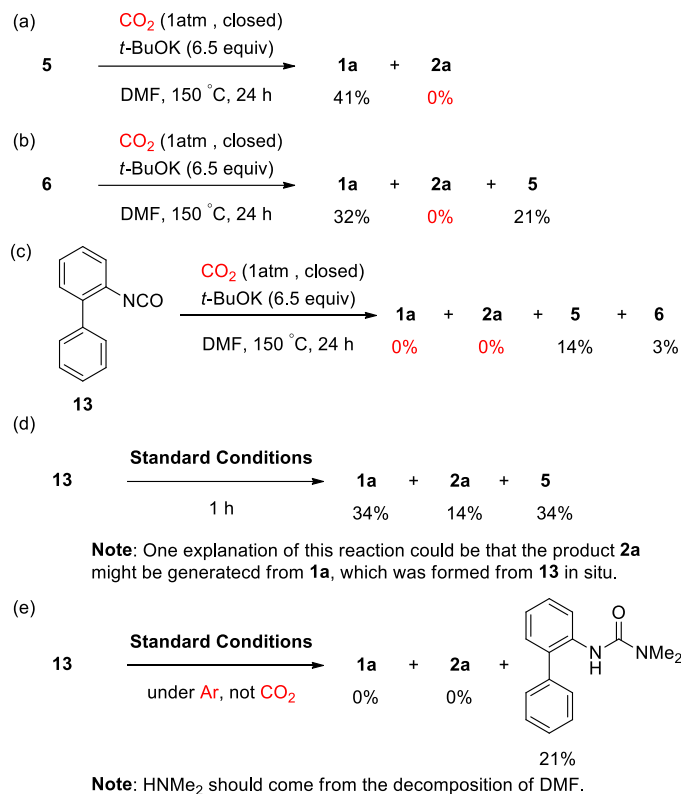 (a)
CO2 (1atm , closed)
t-BuOK (6.5 equiv)
5 1a + 2a
DMF, 150 °C, 24 h 41% 0%
(b)
CO2 (1atm , closed)
t-BuOK (6.5 equiv)
6 1a + 2a + 5
DMF, 150 °C, 24 h 32% 0% 21%
(c)
CO2 (1atm , closed)
NCO
t-BuOK (6.5 equiv)
1a + 2a + 5 + 6
DMF, 150 °C, 24 h 0% 0% 14% 3%
13
(d)
Standard Conditions
13 1a + 2a + 5
1 h 34% 14% 34%
Note: One explanation of this reaction could be that the product 2a
might be generatecd from 1a, which was formed from 13 in situ.
(e)
O
Standard Conditions
N NMe2
H
13 1a + 2a +
under Ar, not CO2 0% 0%
21%
Note: HNMe2 should come from the decomposition of DMF.